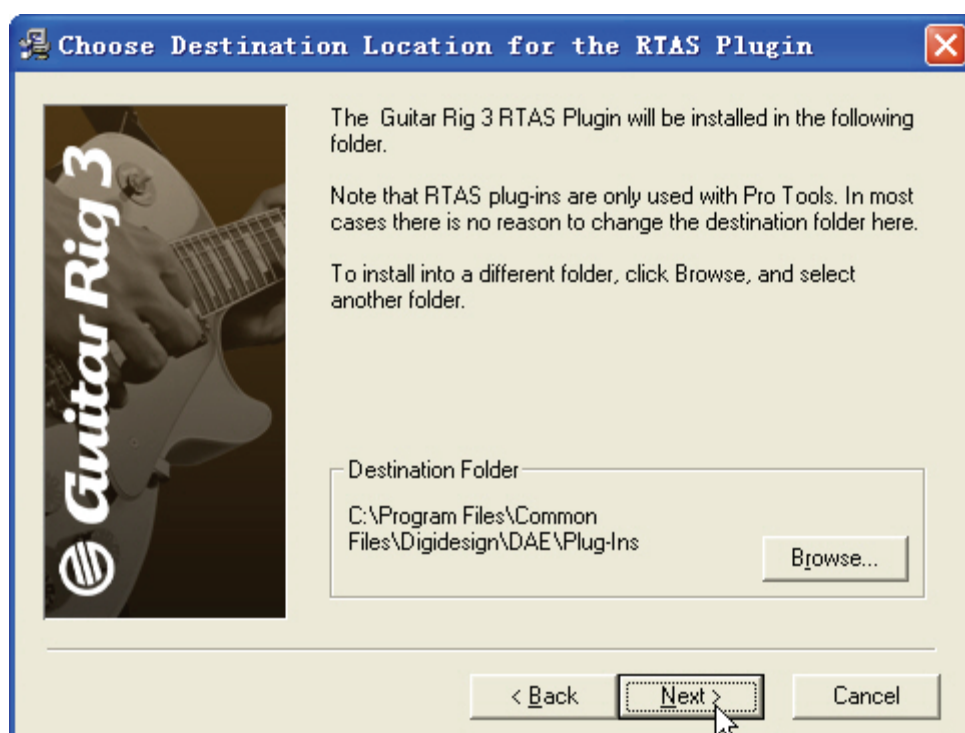 Choose Destination Location for the RTAS Plugin
Guitar Rig 3
The Guitar Rig 3 RTAS Plugin will be installed in the following
folder.
Note that RTAS plug-ins are only used with Pro Tools. In most
cases there is no reason to change the destination folder here.
To install into a different folder, click Browse, and select
another folder.
Destination Folder
C:\Program Files\Common
Files\Digidesign\DAE\Plug-Ins
Browse...
< Back
Next >
Cancel